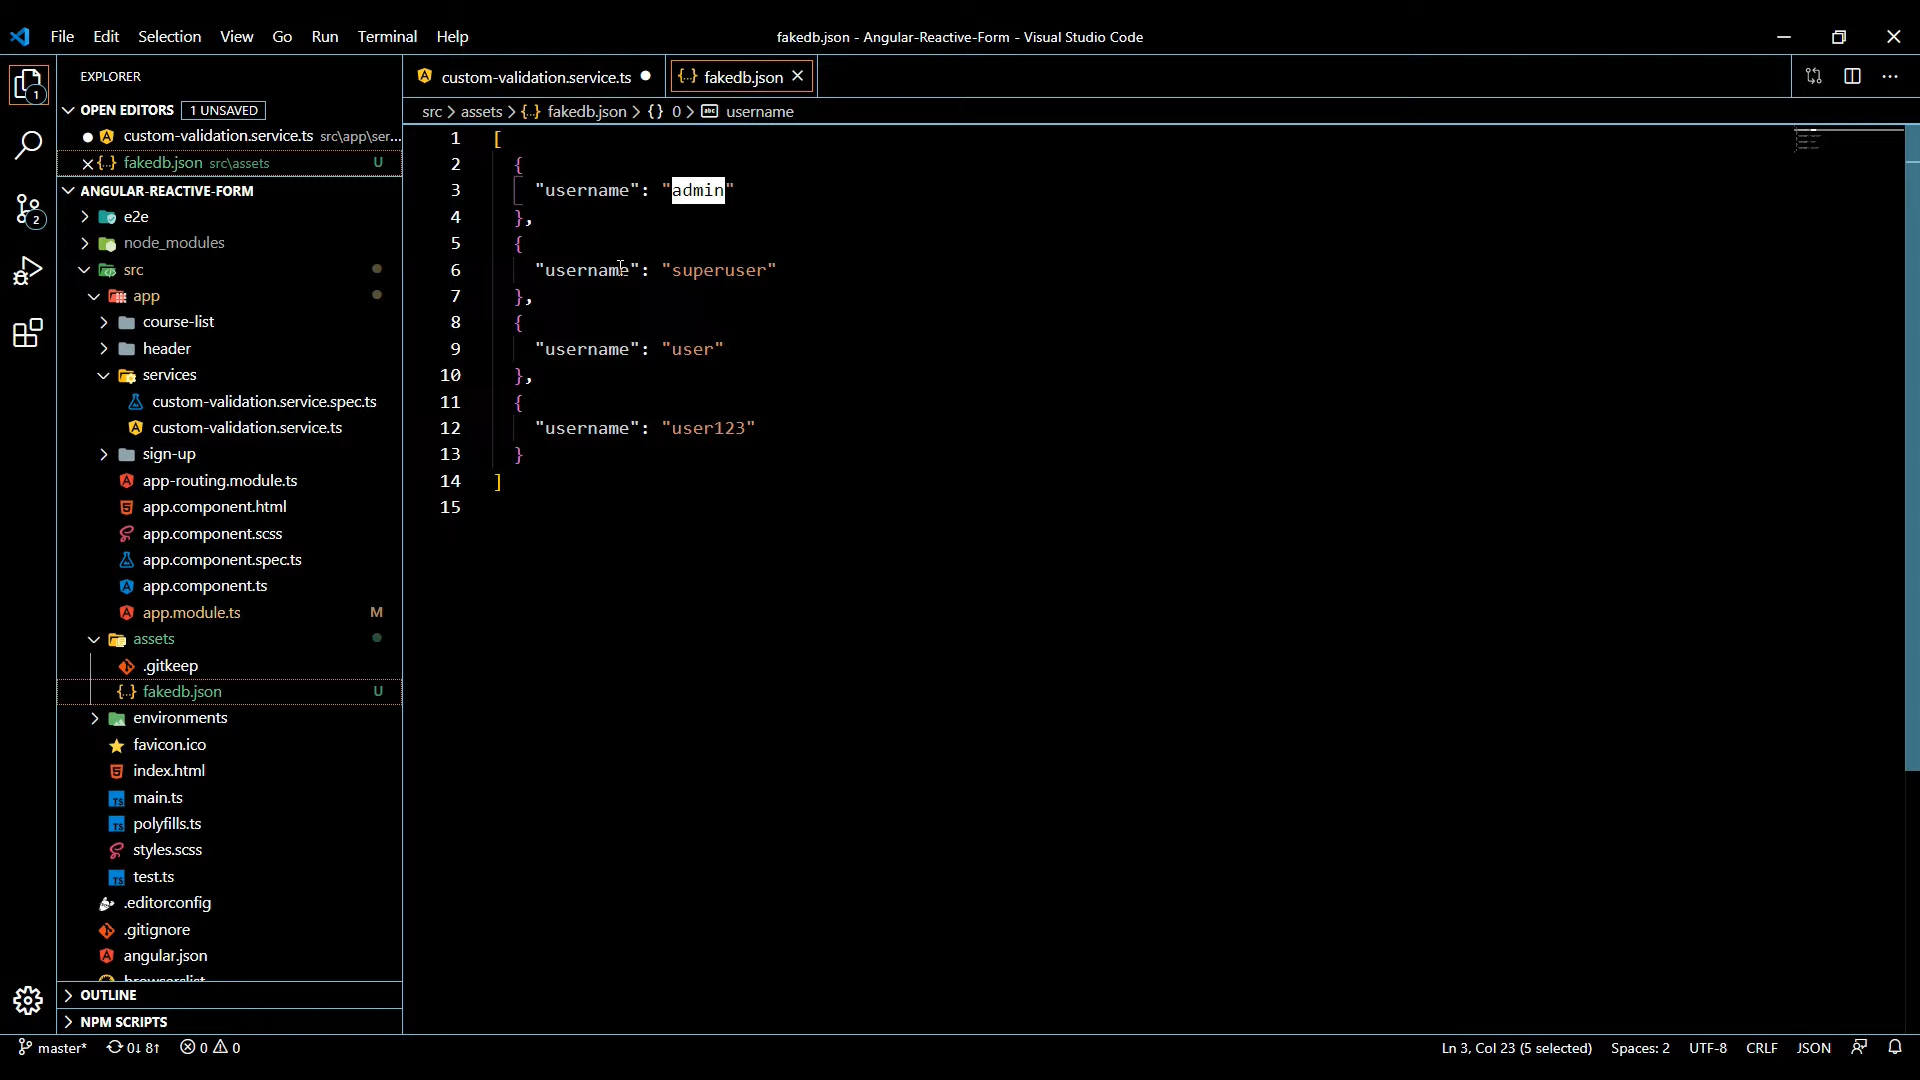 File Edit Selection View Go Run Terminal Help
fakedb.json - Angular-Reactive-Form - Visual Studio Code
EXPLORER
OPEN EDITORS 1 UNSAVED
custom-validation.service.ts src\app\ser...
fakedb.json src\assets U
ANGULAR-REACTIVE-FORM
e2e
node_modules
src
app
course-list
header
services
custom-validation.service.spec.ts
custom-validation.service.ts
sign-up
app-routing.module.ts
app.component.html
app.component.scss
app.component.spec.ts
app.component.ts
app.module.ts M
assets
.gitkeep
fakedb.json U
environments
favicon.ico
index.html
main.ts
polyfills.ts
styles.scss
test.ts
.editorconfig
.gitignore
angular.json
OUTLINE
NPM SCRIPTS
1
2
custom-validation.service.ts
{..} fakedb.json
src > assets > {..} fakedb.json > {} 0 > username
1 [
2 {
3 "username": "admin"
4 },
5 {
6 "username": "superuser"
7 },
8 {
9 "username": "user"
10 },
11 {
12 "username": "user123"
13 }
14 ]
15
master* 0↓ 8↑ 0 0
Ln 3, Col 23 (5 selected) Spaces: 2 UTF-8 CRLF JSON